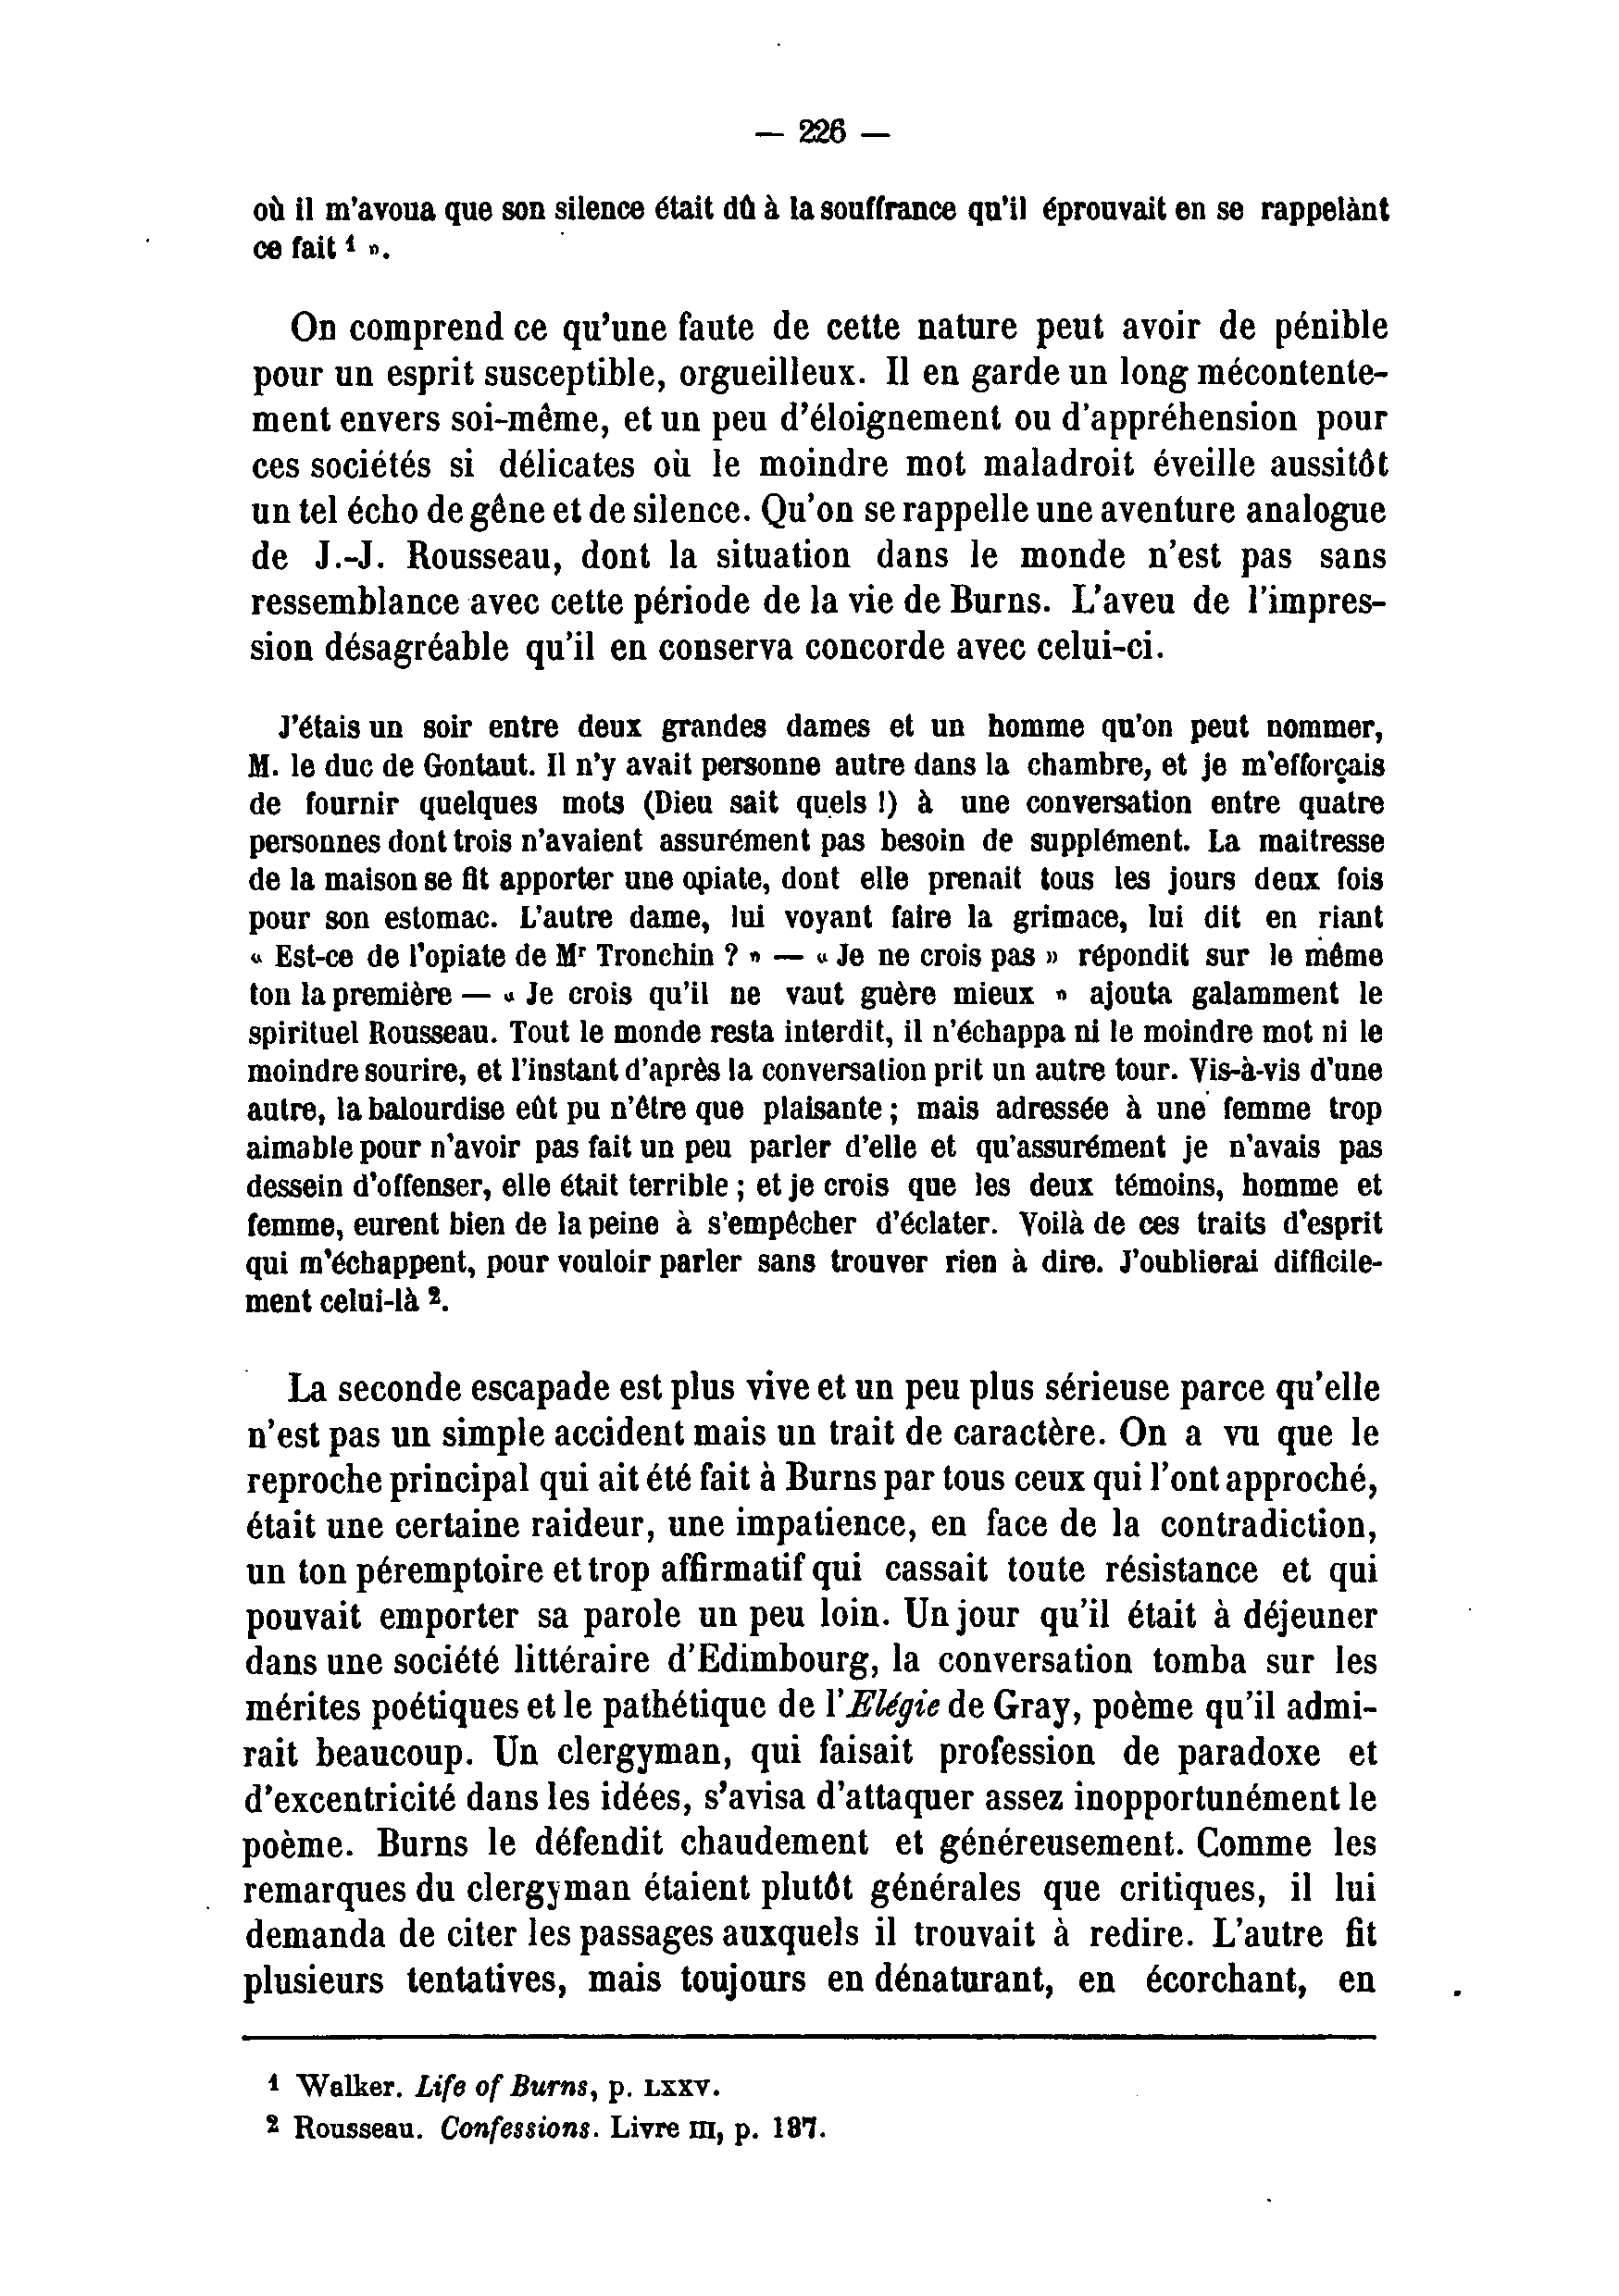 — 226 —
où il m'avoua que son silence était dû à la souffrance qu'il éprouvait en se rappelànt
ce fait ¹ ».
On comprend ce qu'une faute de cette nature peut avoir de pénible
pour un esprit susceptible, orgueilleux. Il en garde un long mécontente-
ment envers soi-même, et un peu d'éloignement ou d'appréhension pour
ces sociétés si délicates où le moindre mot maladroit éveille aussitôt
un tel écho de gêne et de silence. Qu'on se rappelle une aventure analogue
de J.-J. Rousseau, dont la situation dans le monde n'est pas sans
ressemblance avec cette période de la vie de Burns. L'aveu de l'impres-
sion désagréable qu'il en conserva concorde avec celui-ci.
J'étais un soir entre deux grandes dames et un homme qu'on peut nommer,
M. le duc de Gontaut. Il n'y avait personne autre dans la chambre, et je m'efforçais
de fournir quelques mots (Dieu sait quels !) à une conversation entre quatre
personnes dont trois n'avaient assurément pas besoin de supplément. La maitresse
de la maison se fit apporter une opiate, dont elle prenait tous les jours deux fois
pour son estomac. L'autre dame, lui voyant faire la grimace, lui dit en riant
« Est-ce de l'opiate de Mʳ Tronchin ? » — « Je ne crois pas » répondit sur le même
ton la première — « Je crois qu'il ne vaut guère mieux » ajouta galamment le
spirituel Rousseau. Tout le monde resta interdit, il n'échappa ni le moindre mot ni le
moindre sourire, et l'instant d'après la conversation prit un autre tour. Vis-à-vis d'une
autre, la balourdise eût pu n'être que plaisante ; mais adressée à une femme trop
aimable pour n'avoir pas fait un peu parler d'elle et qu'assurément je n'avais pas
dessein d'offenser, elle était terrible ; et je crois que les deux témoins, homme et
femme, eurent bien de la peine à s'empêcher d'éclater. Voilà de ces traits d'esprit
qui m'échappent, pour vouloir parler sans trouver rien à dire. J'oublierai difficile-
ment celui-là ².
La seconde escapade est plus vive et un peu plus sérieuse parce qu'elle
n'est pas un simple accident mais un trait de caractère. On a vu que le
reproche principal qui ait été fait à Burns par tous ceux qui l'ont approché,
était une certaine raideur, une impatience, en face de la contradiction,
un ton péremptoire et trop affirmatif qui cassait toute résistance et qui
pouvait emporter sa parole un peu loin. Un jour qu'il était à déjeuner
dans une société littéraire d'Edimbourg, la conversation tomba sur les
mérites poétiques et le pathétique de l'Elégie de Gray, poème qu'il admi-
rait beaucoup. Un clergyman, qui faisait profession de paradoxe et
d'excentricité dans les idées, s'avisa d'attaquer assez inopportunément le
poème. Burns le défendit chaudement et généreusement. Comme les
remarques du clergyman étaient plutôt générales que critiques, il lui
demanda de citer les passages auxquels il trouvait à redire. L'autre fit
plusieurs tentatives, mais toujours en dénaturant, en écorchant, en
¹ Walker. Life of Burns, p. LXXV.
² Rousseau. Confessions. Livre III, p. 187.